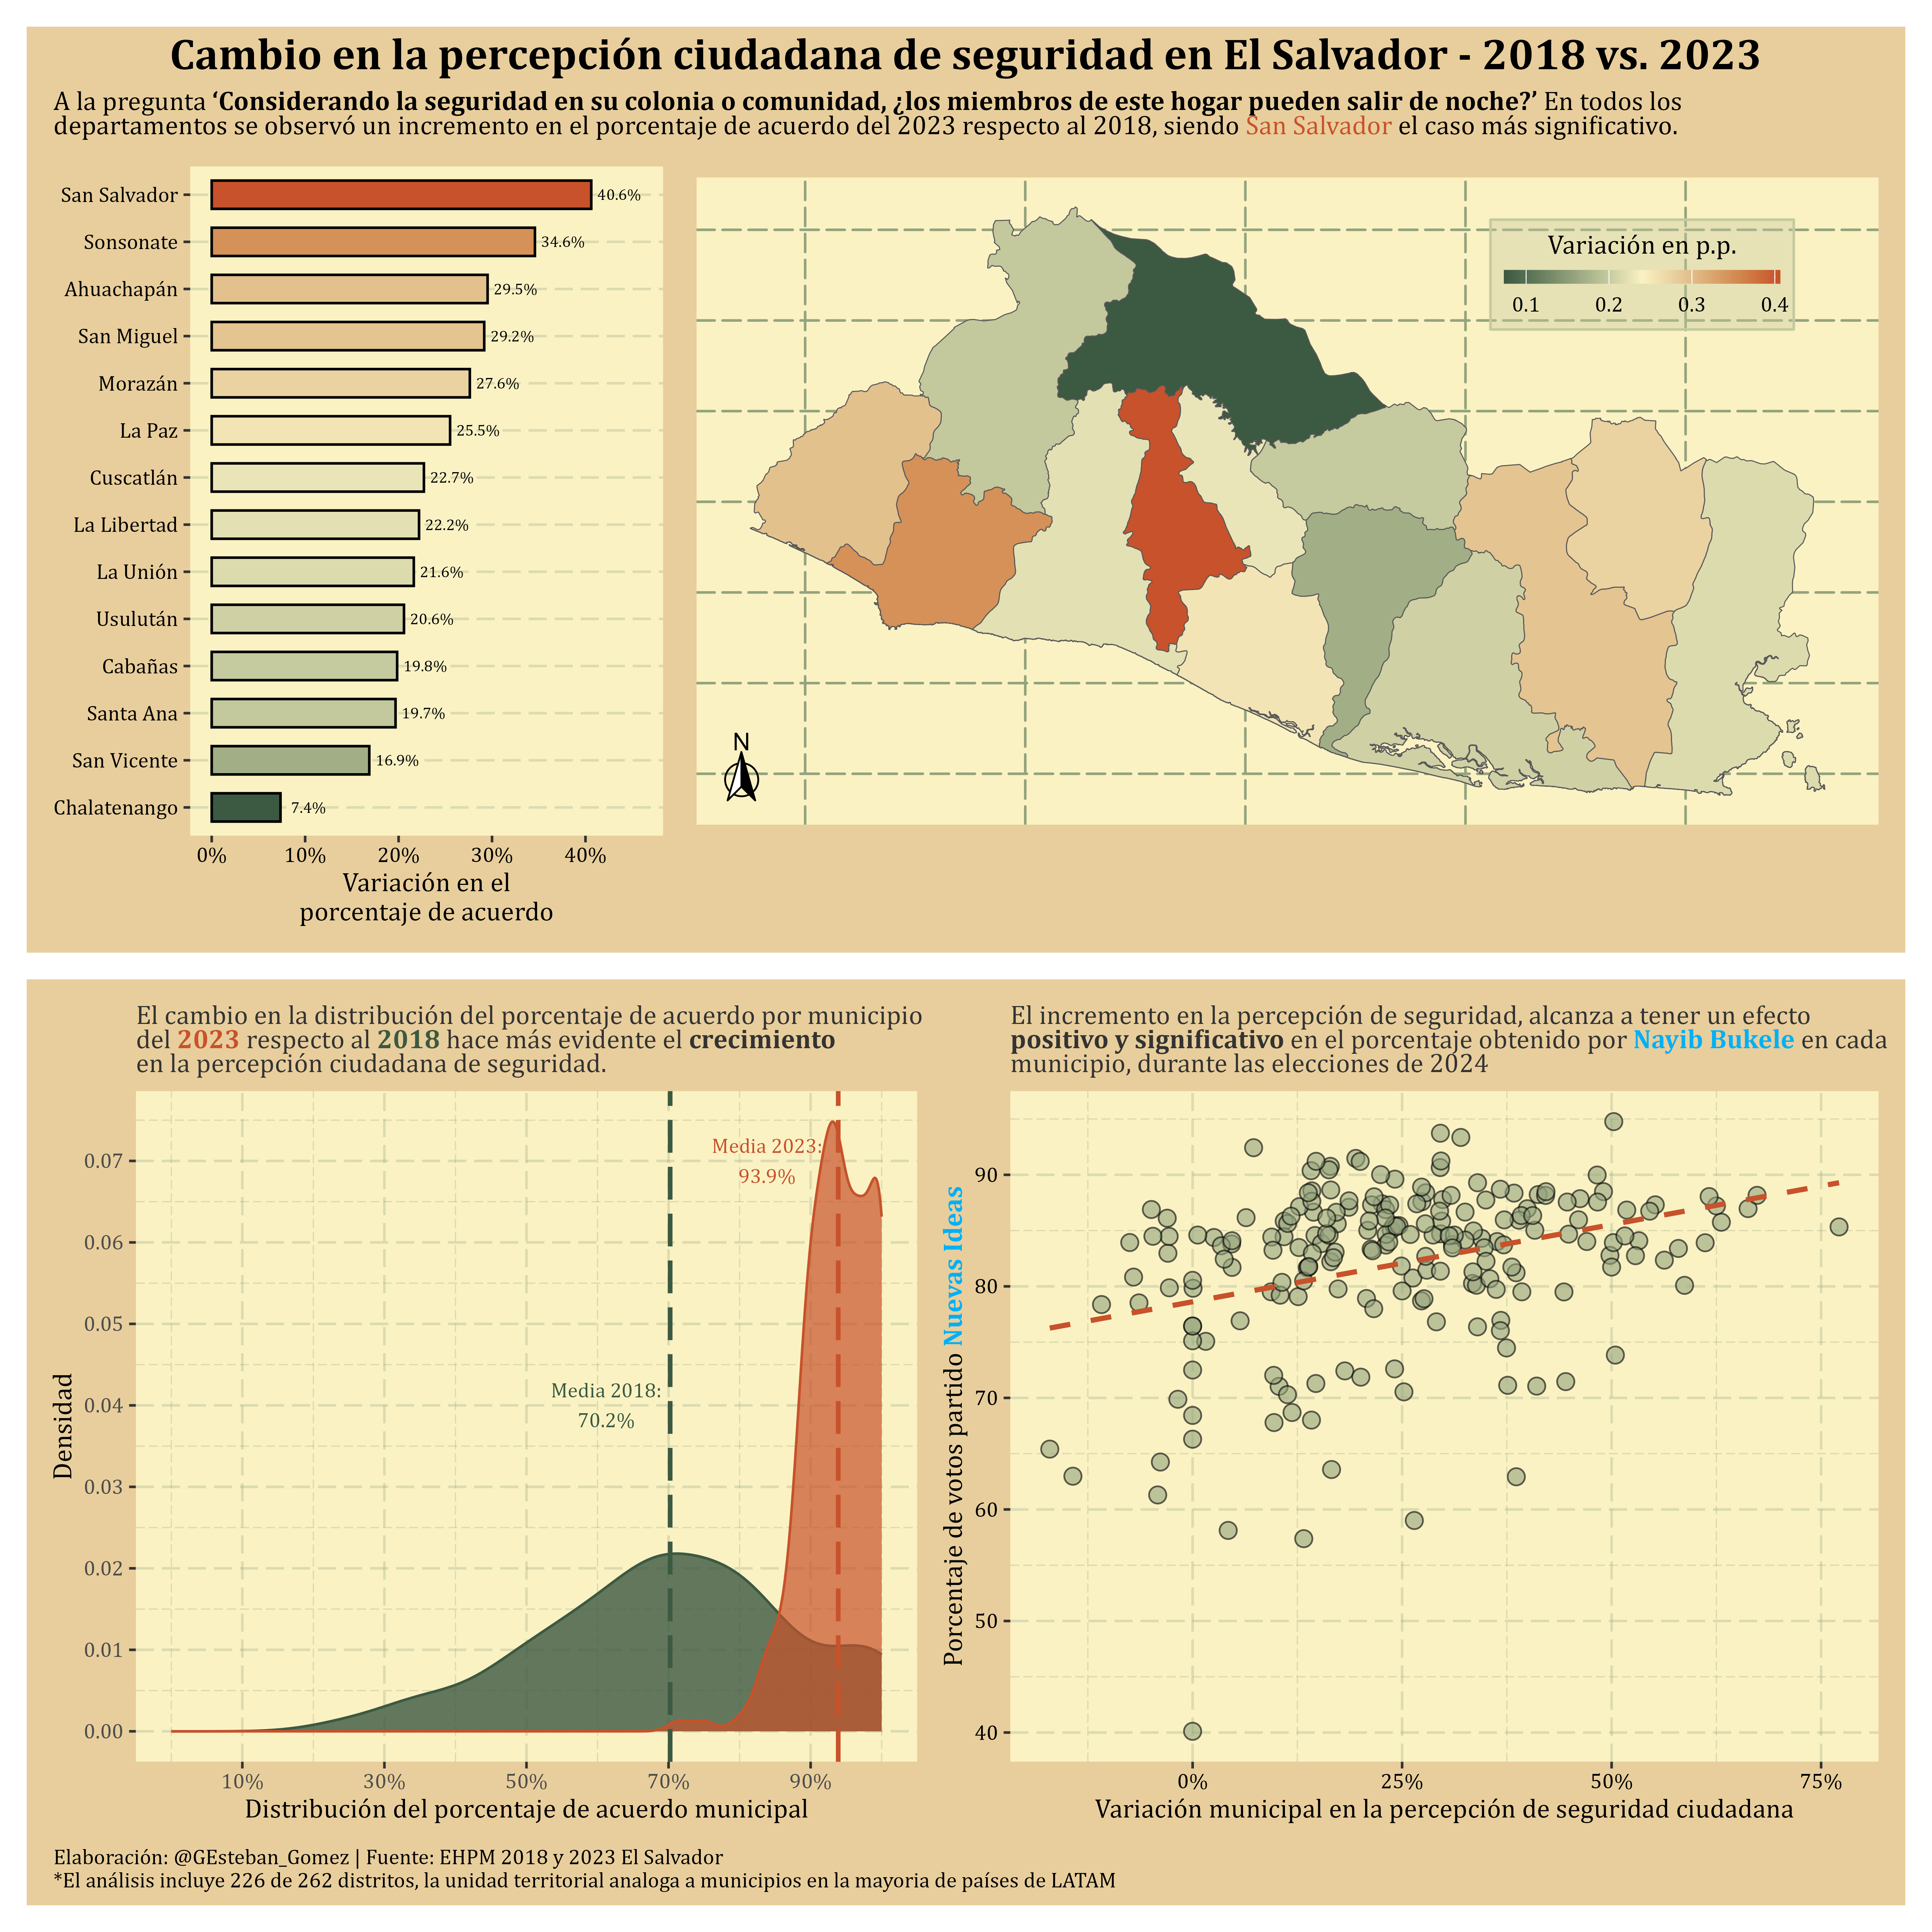 Cambio en la percepción ciudadana de seguridad en El Salvador - 2018 vs. 2023
A la pregunta ‘Considerando la seguridad en su colonia o comunidad, ¿los miembros de este hogar pueden salir de noche?’ En todos los
departamentos se observó un incremento en el porcentaje de acuerdo del 2023 respecto al 2018, siendo San Salvador el caso más significativo.
San Salvador 40.6%
Sonsonate 34.6%
Ahuachapán 29.5%
San Miguel 29.2%
Morazán 27.6%
La Paz 25.5%
Cuscatlán 22.7%
La Libertad 22.2%
La Unión 21.6%
Usulután 20.6%
Cabañas 19.8%
Santa Ana 19.7%
San Vicente 16.9%
Chalatenango 7.4%
0% 10% 20% 30% 40%
Variación en el
porcentaje de acuerdo
Variación en p.p.
0.1 0.2 0.3 0.4
N
El cambio en la distribución del porcentaje de acuerdo por municipio
del 2023 respecto al 2018 hace más evidente el crecimiento
en la percepción ciudadana de seguridad.
Densidad
0.07
0.06
0.05
0.04
0.03
0.02
0.01
0.00
Media 2023:
93.9%
Media 2018:
70.2%
10% 30% 50% 70% 90%
Distribución del porcentaje de acuerdo municipal
El incremento en la percepción de seguridad, alcanza a tener un efecto
positivo y significativo en el porcentaje obtenido por Nayib Bukele en cada
municipio, durante las elecciones de 2024
Porcentaje de votos partido Nuevas Ideas
90
80
70
60
50
40
0% 25% 50% 75%
Variación municipal en la percepción de seguridad ciudadana
Elaboración: @GEsteban_Gomez | Fuente: EHPM 2018 y 2023 El Salvador
*El análisis incluye 226 de 262 distritos, la unidad territorial analoga a municipios en la mayoria de países de LATAM